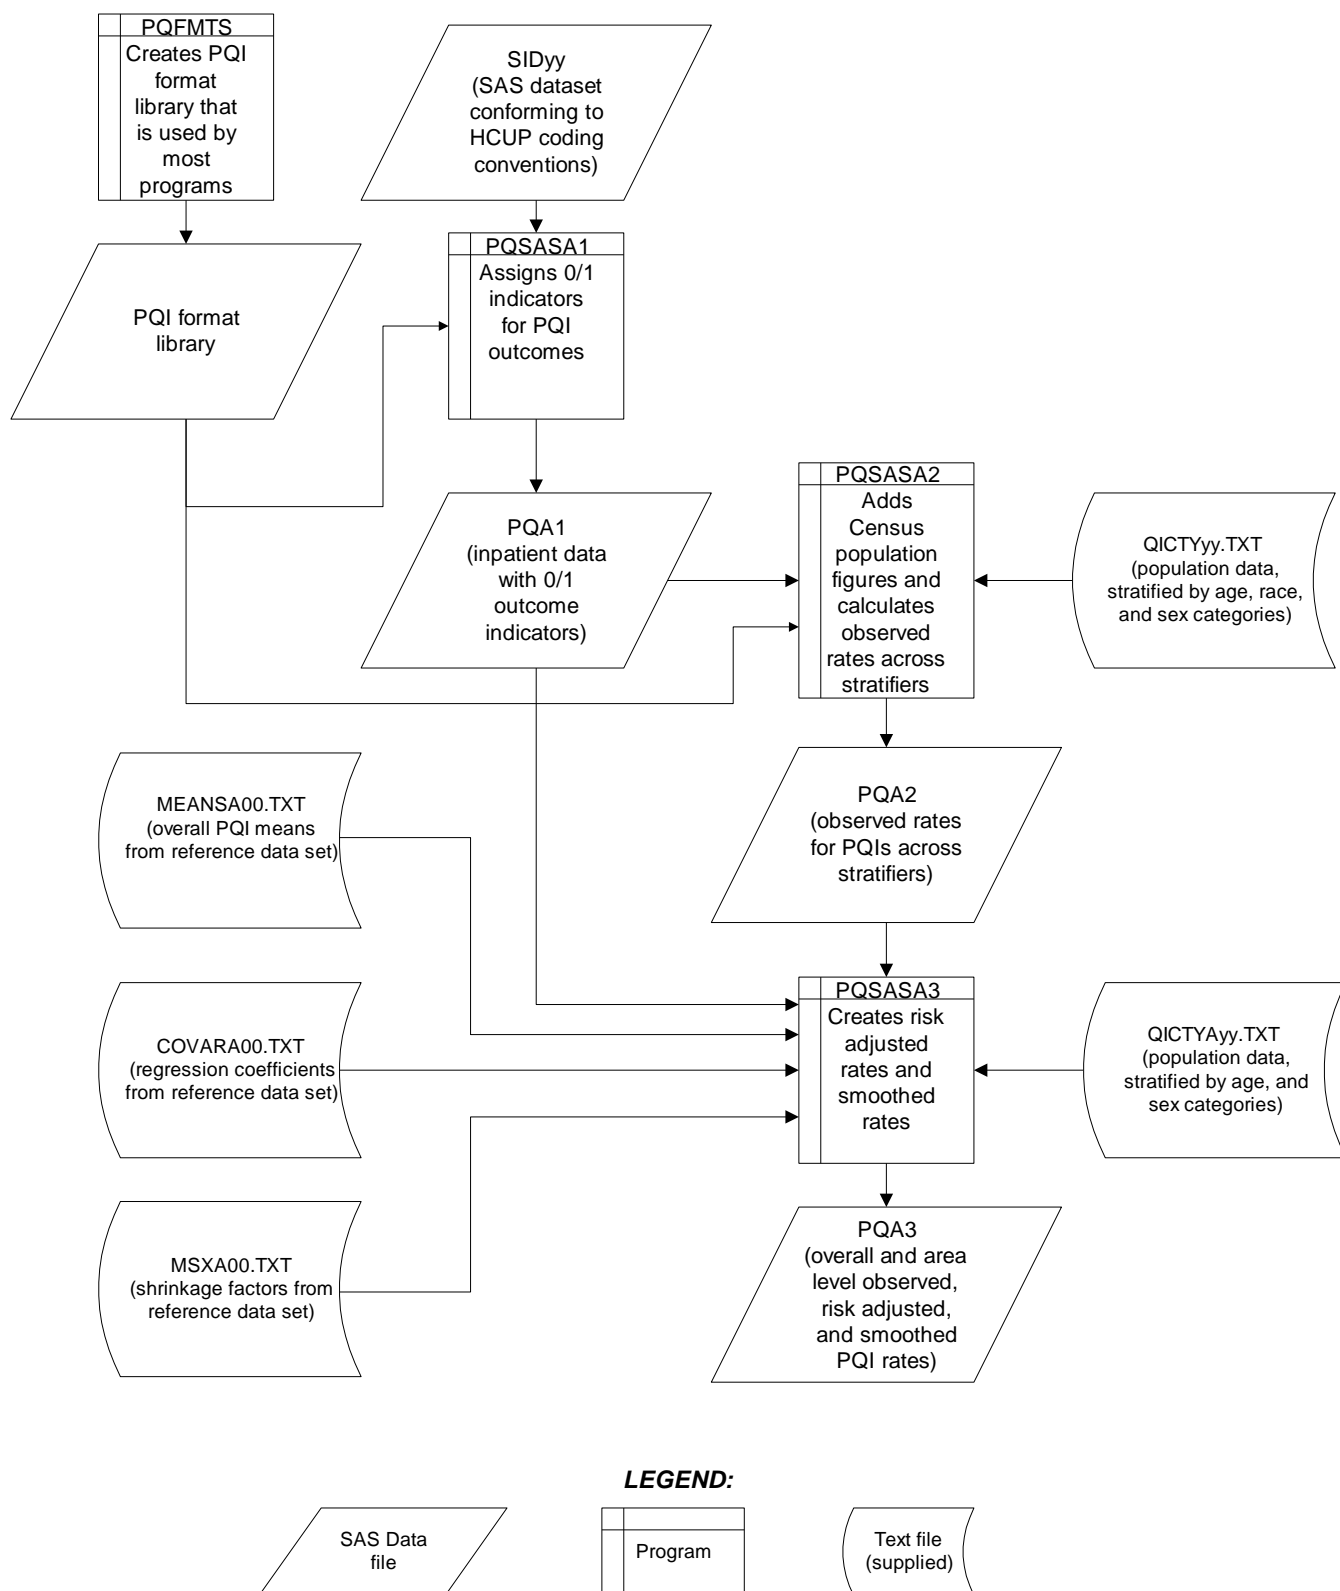 PQFMTS
Creates PQI
format
library that
is used by
most
programs
SIDyy
(SAS dataset
conforming to
HCUP coding
conventions)
PQI format
library
PQSASA1
Assigns 0/1
indicators
for PQI
outcomes
PQA1
(inpatient data
with 0/1
outcome
indicators)
PQSASA2
Adds
Census
population
figures and
calculates
observed
rates across
stratifiers
QICTYyy.TXT
(population data,
stratified by age, race,
and sex categories)
MEANSA00.TXT
(overall PQI means
from reference data set)
PQA2
(observed rates
for PQIs across
stratifiers)
COVARA00.TXT
(regression coefficients
from reference data set)
PQSASA3
Creates risk
adjusted
rates and
smoothed
rates
QICTYAyy.TXT
(population data,
stratified by age, and
sex categories)
MSXA00.TXT
(shrinkage factors from
reference data set)
PQA3
(overall and area
level observed,
risk adjusted,
and smoothed
PQI rates)
LEGEND:
SAS Data
file
Program
Text file
(supplied)